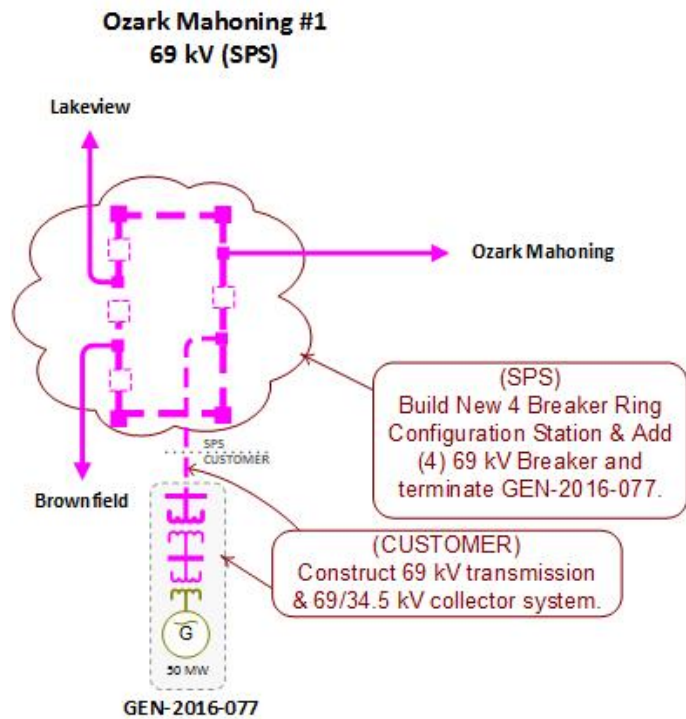 Ozark Mahoning #1
69 kV (SPS)
Lakeview
Ozark Mahoning
(SPS)
Build New 4 Breaker Ring
Configuration Station & Add
(4) 69 kV Breaker and
terminate GEN-2016-077.
SPS
CUSTOMER
Brownfield
(CUSTOMER)
Construct 69 kV transmission
& 69/34.5 kV collector system.
G
50 MW
GEN-2016-077